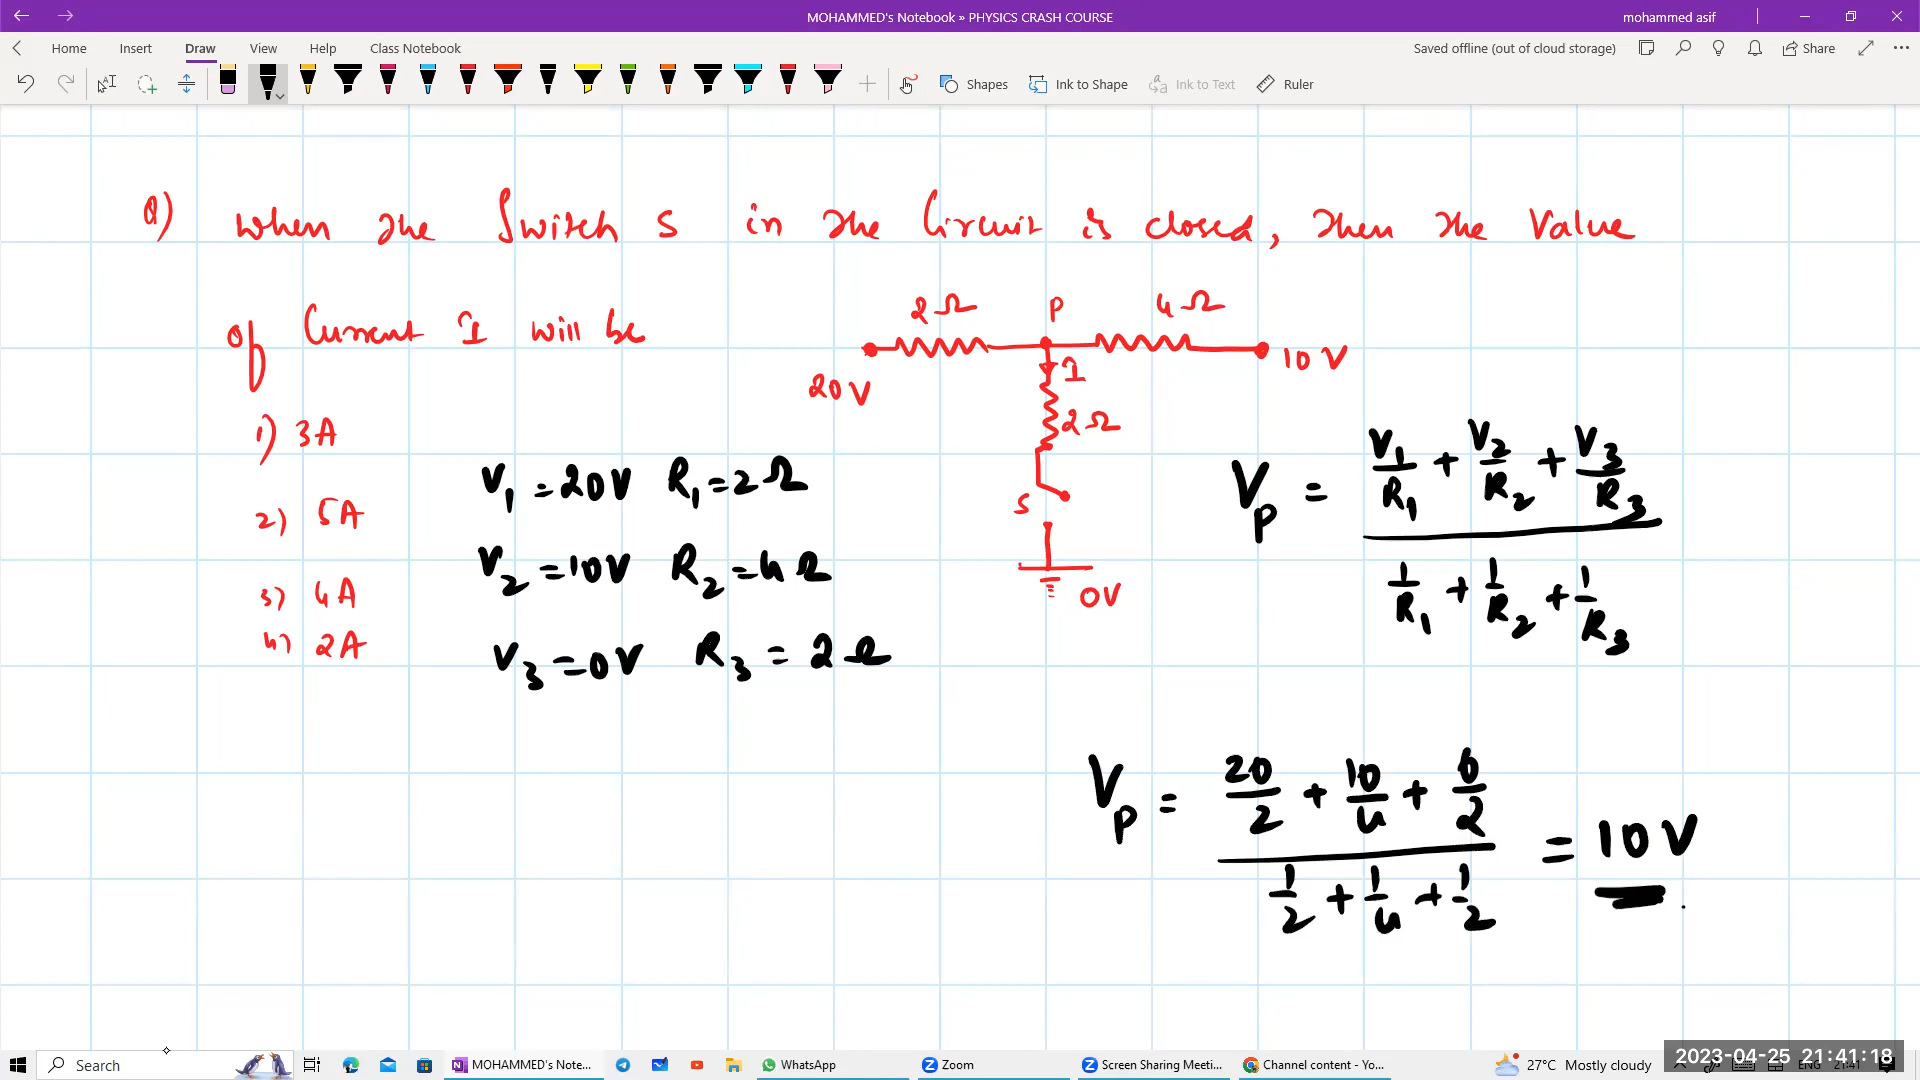 MOHAMMED's Notebook » PHYSICS CRASH COURSE
mohammed asif
Home Insert Draw View Help Class Notebook
Saved offline (out of cloud storage)
Share
Shapes Ink to Shape Ink to Text Ruler
Q) When the Switch S in the Circuit is closed, then the Value
of Current I will be
2Ω P 4Ω
20V 10V
I
2Ω
S
0V
1) 3A
2) 5A
3) 4A
4) 2A
V₁ = 20V R₁ = 2Ω
V₂ = 10V R₂ = 4Ω
V₃ = 0V R₃ = 2Ω
Vp = (V₁/R₁ + V₂/R₂ + V₃/R₃) / (1/R₁ + 1/R₂ + 1/R₃)
Vp = (20/2 + 10/4 + 0/2) / (1/2 + 1/4 + 1/2) = 10V
Search
MOHAMMED's Note...
WhatsApp
Zoom
Screen Sharing Meeti...
Channel content - Yo...
27°C Mostly cloudy
2023-04-25 21:41:18